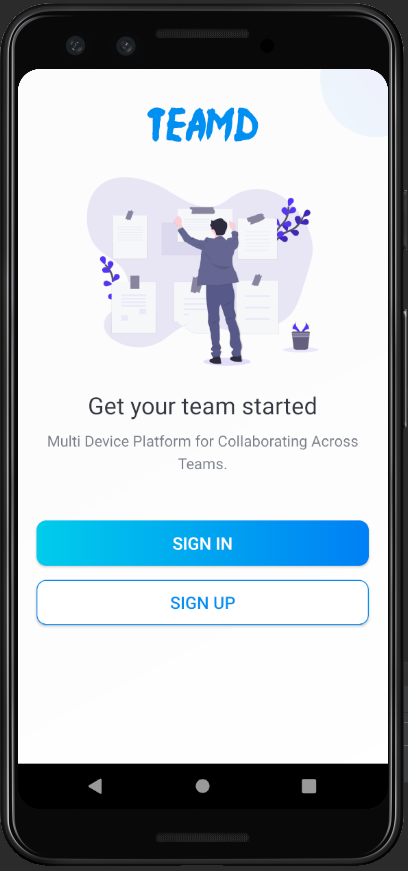 TEAMD
Get your team started
Multi Device Platform for Collaborating Across
Teams.
SIGN IN
SIGN UP